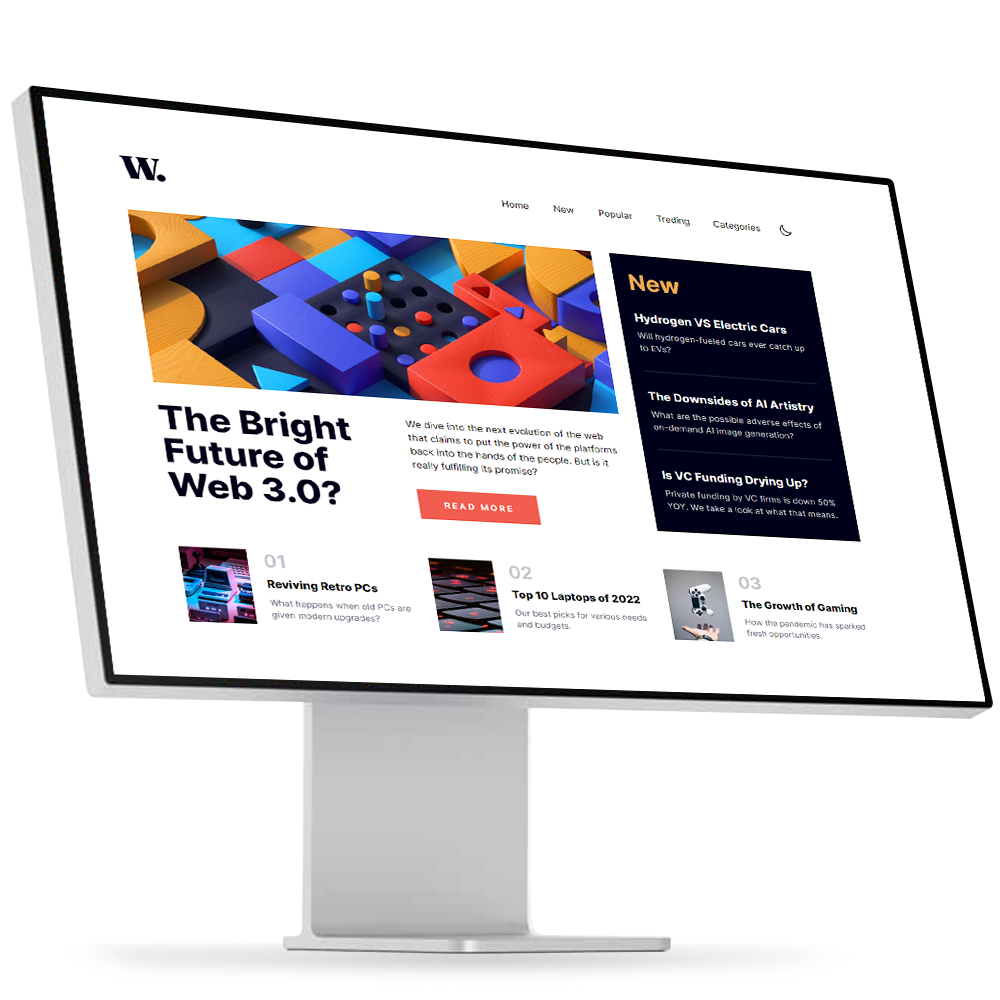 W.
Home New Popular Treding Categories
New
Hydrogen VS Electric Cars
Will hydrogen-fueled cars ever catch up
to EVs?
The Downsides of AI Artistry
What are the possible adverse effects of
on-demand AI image generation?
Is VC Funding Drying Up?
Private funding by VC firms is down 50%
YOY. We take a look at what that means.
The Bright
Future of
Web 3.0?
We dive into the next evolution of the web
that claims to put the power of the platforms
back into the hands of the people. But is it
really fulfilling its promise?
READ MORE
01
Reviving Retro PCs
What happens when old PCs are
given modern upgrades?
02
Top 10 Laptops of 2022
Our best picks for various needs
and budgets.
03
The Growth of Gaming
How the pandemic has sparked
fresh opportunities.